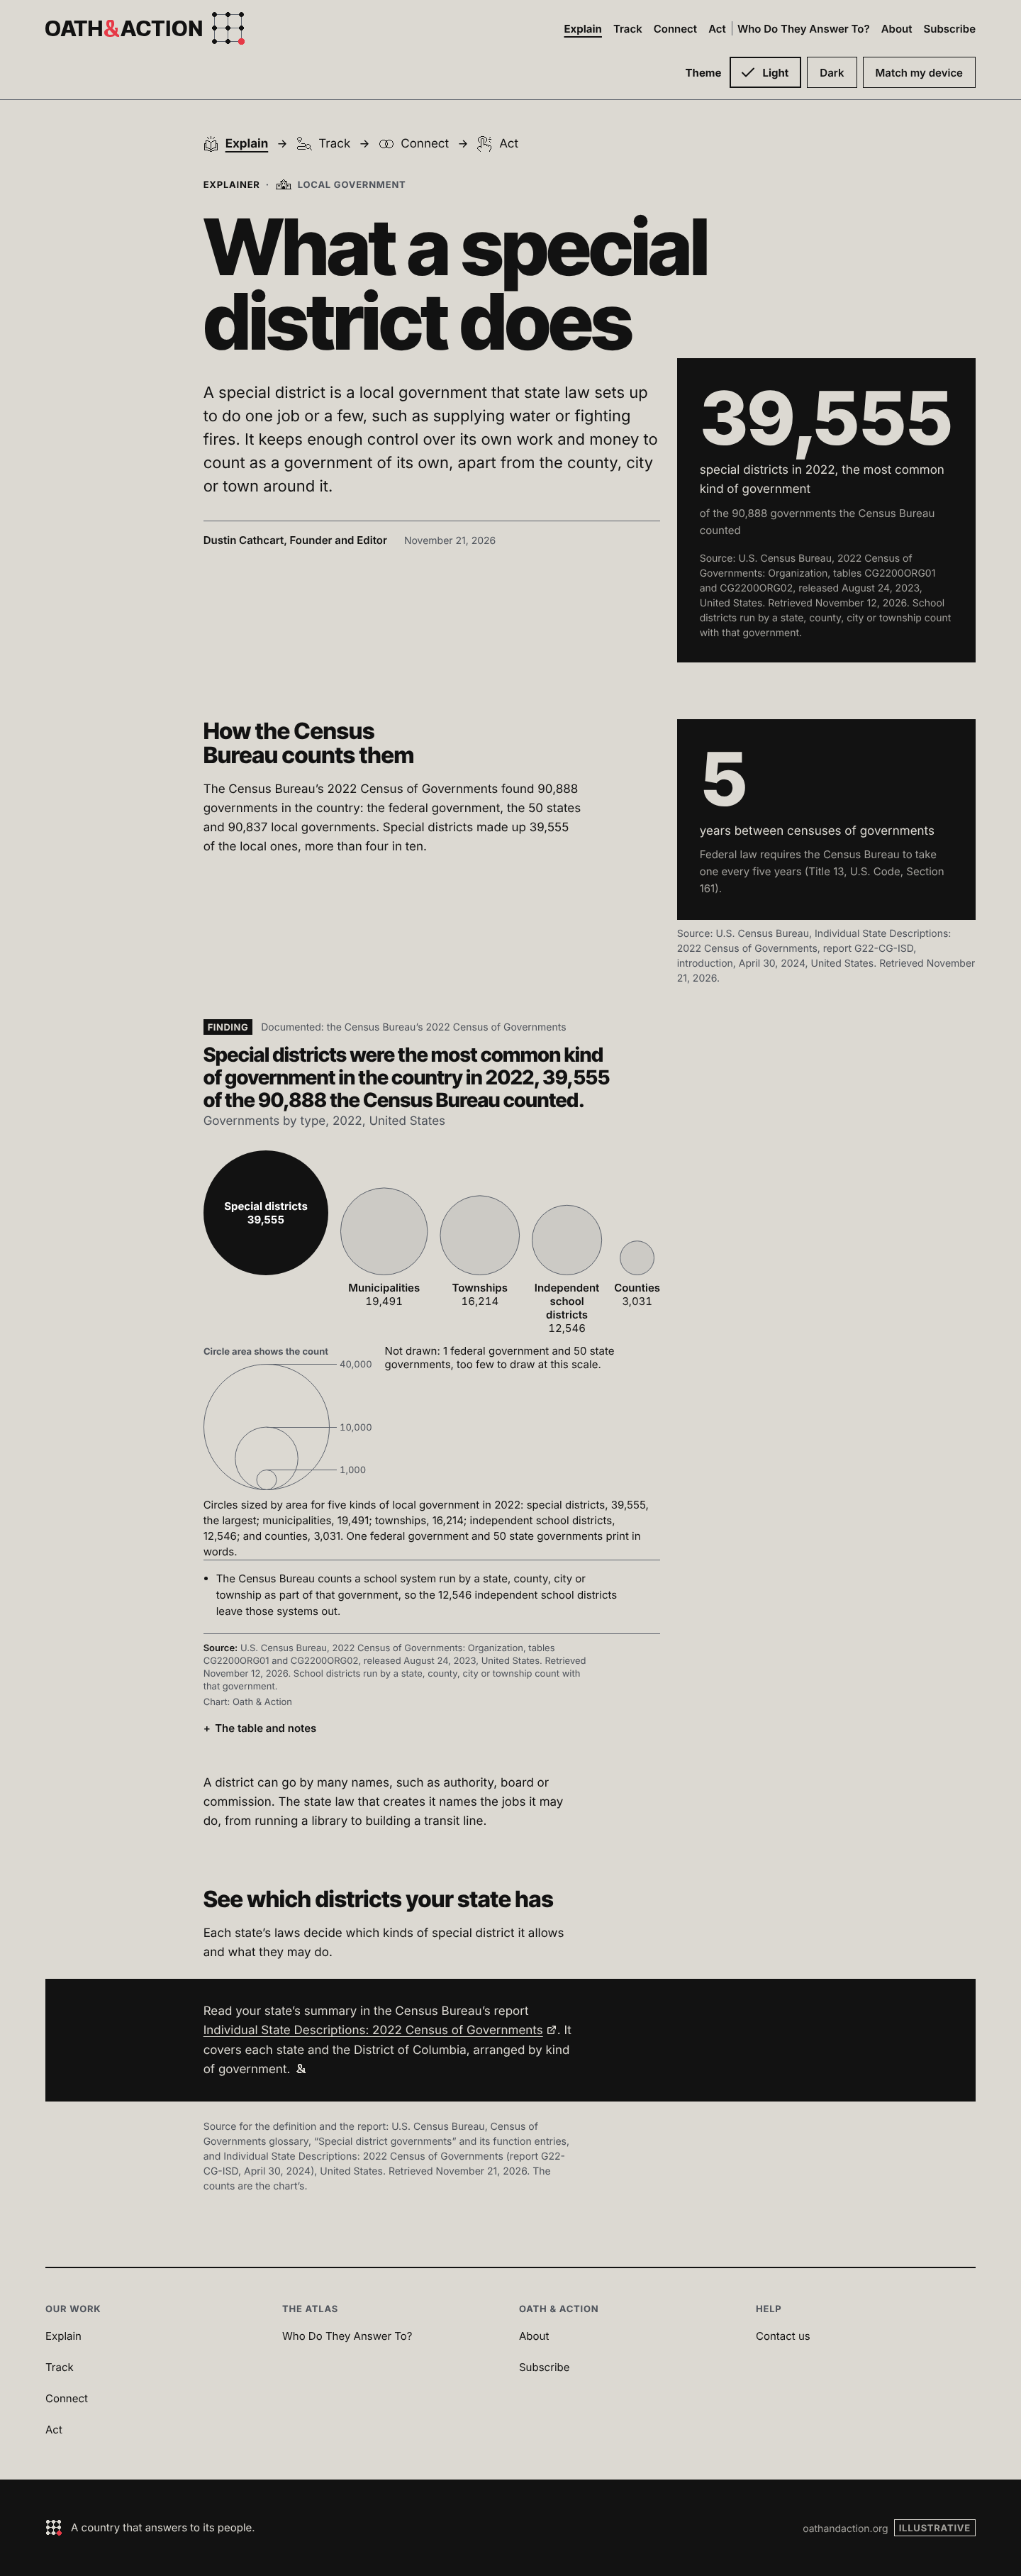 OATH&ACTION
Explain Track Connect Act Who Do They Answer To? About Subscribe
Theme Light Dark Match my device
Explain → Track → Connect → Act
EXPLAINER · LOCAL GOVERNMENT
What a special
district does
A special district is a local government that state law sets up
to do one job or a few, such as supplying water or fighting
fires. It keeps enough control over its own work and money to
count as a government of its own, apart from the county, city
or town around it.
Dustin Cathcart, Founder and Editor November 21, 2026
39,555
special districts in 2022, the most common
kind of government
of the 90,888 governments the Census Bureau
counted
Source: U.S. Census Bureau, 2022 Census of
Governments: Organization, tables CG2200ORG01
and CG2200ORG02, released August 24, 2023,
United States. Retrieved November 12, 2026. School
districts run by a state, county, city or township count
with that government.
How the Census
Bureau counts them
The Census Bureau’s 2022 Census of Governments found 90,888
governments in the country: the federal government, the 50 states
and 90,837 local governments. Special districts made up 39,555
of the local ones, more than four in ten.
5
years between censuses of governments
Federal law requires the Census Bureau to take
one every five years (Title 13, U.S. Code, Section
161).
Source: U.S. Census Bureau, Individual State Descriptions:
2022 Census of Governments, report G22-CG-ISD,
introduction, April 30, 2024, United States. Retrieved November
21, 2026.
FINDING Documented: the Census Bureau’s 2022 Census of Governments
Special districts were the most common kind
of government in the country in 2022, 39,555
of the 90,888 the Census Bureau counted.
Governments by type, 2022, United States
Special districts
39,555
Municipalities
19,491
Townships
16,214
Independent
school
districts
12,546
Counties
3,031
Circle area shows the count
40,000
10,000
1,000
Not drawn: 1 federal government and 50 state
governments, too few to draw at this scale.
Circles sized by area for five kinds of local government in 2022: special districts, 39,555,
the largest; municipalities, 19,491; townships, 16,214; independent school districts,
12,546; and counties, 3,031. One federal government and 50 state governments print in
words.
• The Census Bureau counts a school system run by a state, county, city or
township as part of that government, so the 12,546 independent school districts
leave those systems out.
Source: U.S. Census Bureau, 2022 Census of Governments: Organization, tables
CG2200ORG01 and CG2200ORG02, released August 24, 2023, United States. Retrieved
November 12, 2026. School districts run by a state, county, city or township count with
that government.
Chart: Oath & Action
+ The table and notes
A district can go by many names, such as authority, board or
commission. The state law that creates it names the jobs it may
do, from running a library to building a transit line.
See which districts your state has
Each state’s laws decide which kinds of special district it allows
and what they may do.
Read your state’s summary in the Census Bureau’s report
Individual State Descriptions: 2022 Census of Governments. It
covers each state and the District of Columbia, arranged by kind
of government. &
Source for the definition and the report: U.S. Census Bureau, Census of
Governments glossary, “Special district governments” and its function entries,
and Individual State Descriptions: 2022 Census of Governments (report G22-
CG-ISD, April 30, 2024), United States. Retrieved November 21, 2026. The
counts are the chart’s.
OUR WORK
Explain
Track
Connect
Act
THE ATLAS
Who Do They Answer To?
OATH & ACTION
About
Subscribe
HELP
Contact us
A country that answers to its people.
oathandaction.org ILLUSTRATIVE